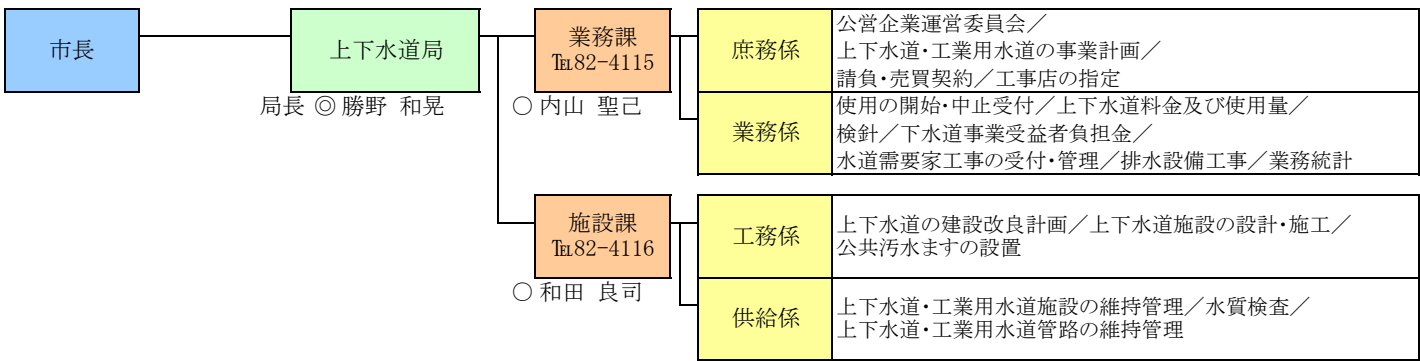 市長
上下水道局
局長 ◎ 勝野 和晃
業務課
℡82-4115
○ 内山 聖己
庶務係
公営企業運営委員会／
上下水道・工業用水道の事業計画／
請負・売買契約／工事店の指定
業務係
使用の開始・中止受付／上下水道料金及び使用量／
検針／下水道事業受益者負担金／
水道需要家工事の受付・管理／排水設備工事／業務統計
施設課
℡82-4116
○ 和田 良司
工務係
上下水道の建設改良計画／上下水道施設の設計・施工／
公共汚水ますの設置
供給係
上下水道・工業用水道施設の維持管理／水質検査／
上下水道・工業用水道管路の維持管理